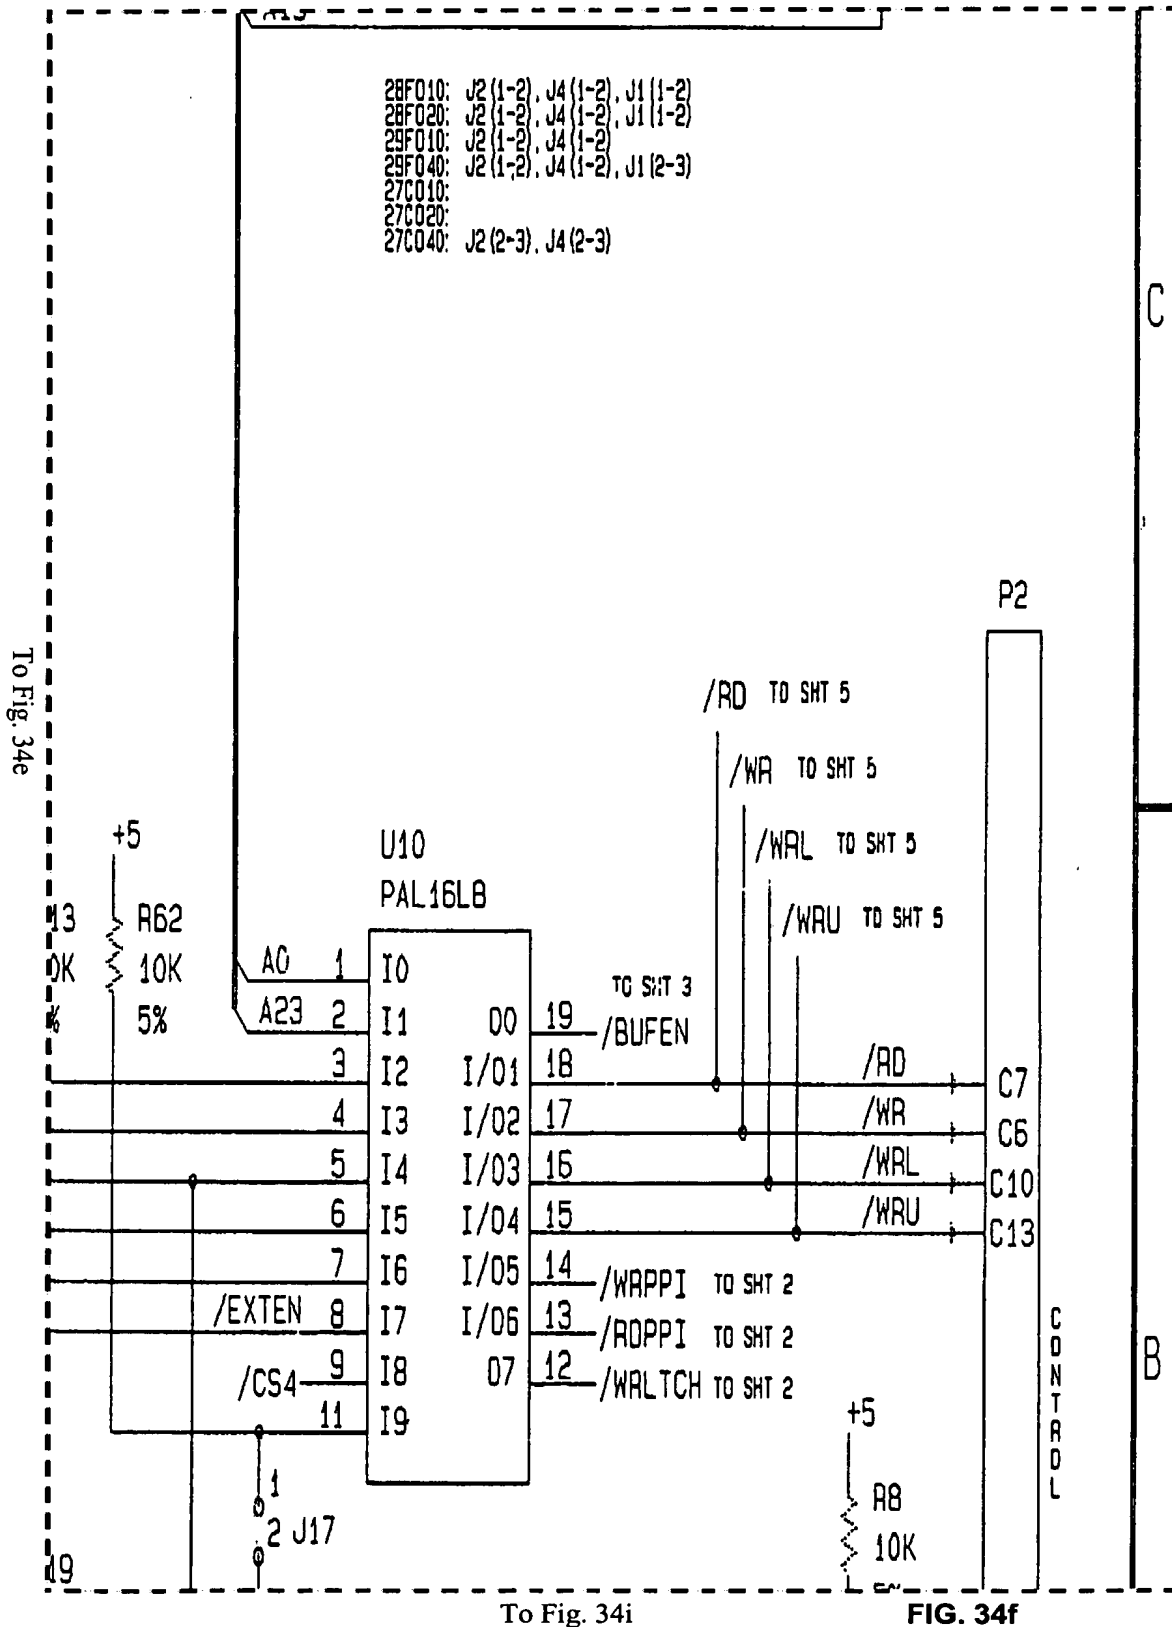 A15
28F010: J2(1-2), J4(1-2), J1(1-2)
28F020: J2(1-2), J4(1-2), J1(1-2)
29F010: J2(1-2), J4(1-2)
29F040: J2(1-2), J4(1-2), J1(2-3)
27C010:
27C020:
27C040: J2(2-3), J4(2-3)
C
P2
To Fig. 34e
/RD TO SHT 5
/WR TO SHT 5
/WRL TO SHT 5
/WRU TO SHT 5
+5
U10
PAL16L8
13 R62
0K 10K
% 5%
A0 1 I0
A23 2 I1 O0 19 /BUFEN TO SHT 3
3 I2 I/O1 18 /RD C7
4 I3 I/O2 17 /WR C6
5 I4 I/O3 16 /WRL C10
6 I5 I/O4 15 /WRU C13
7 I6 I/O5 14 /WRPPI TO SHT 2
/EXTEN 8 I7 I/O6 13 /RDPPI TO SHT 2
/CS4 9 I8 O7 12 /WRLTCH TO SHT 2
11 I9
CONTROL
B
+5
1
2 J17
R8
10K
19
To Fig. 34i
FIG. 34f